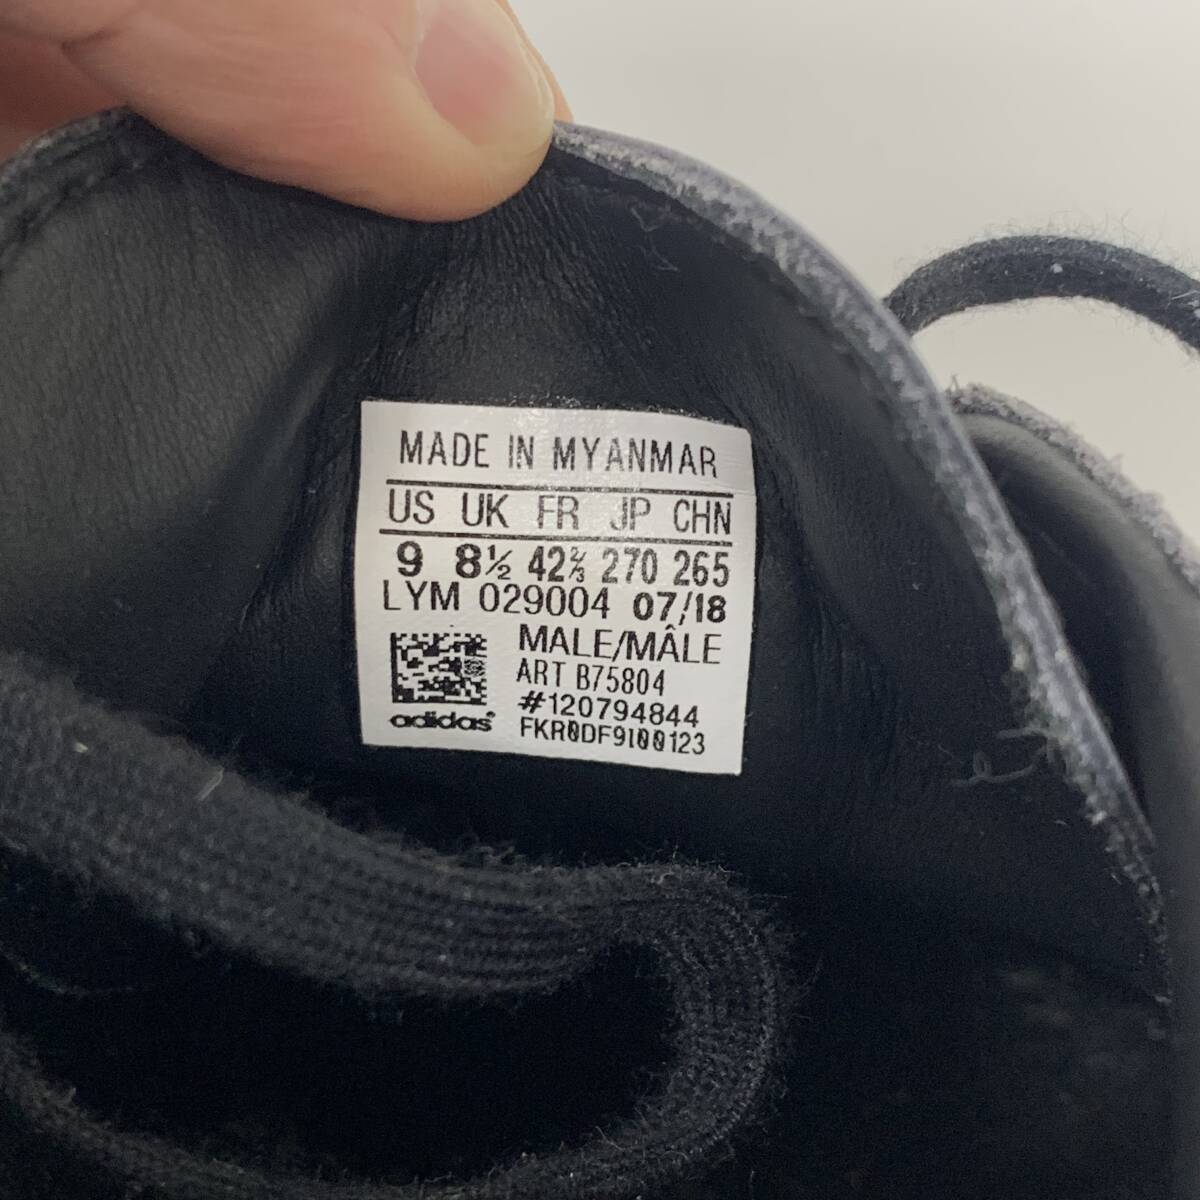 MADE IN MYANMAR
US UK FR JP CHN
9 8½ 42⅔ 270 265
LYM 029004 07/18
MALE/MÂLE
ART B75804
#120794844
FKR0DF9I00123
adidas